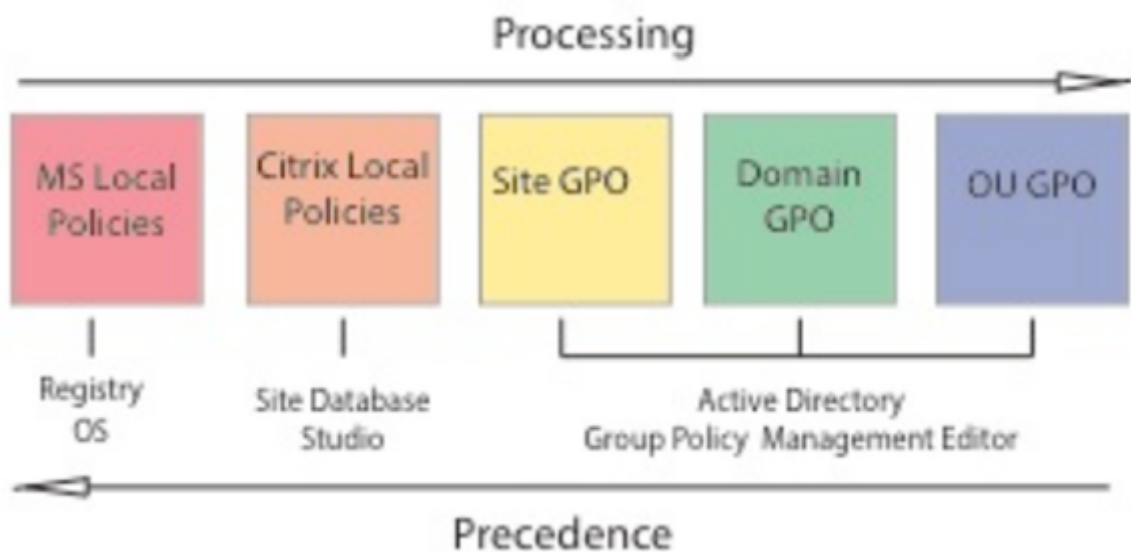 Processing
MS Local
Policies
Citrix Local
Policies
Site GPO
Domain
GPO
OU GPO
Registry
OS
Site Database
Studio
Active Directory
Group Policy Management Editor
Precedence